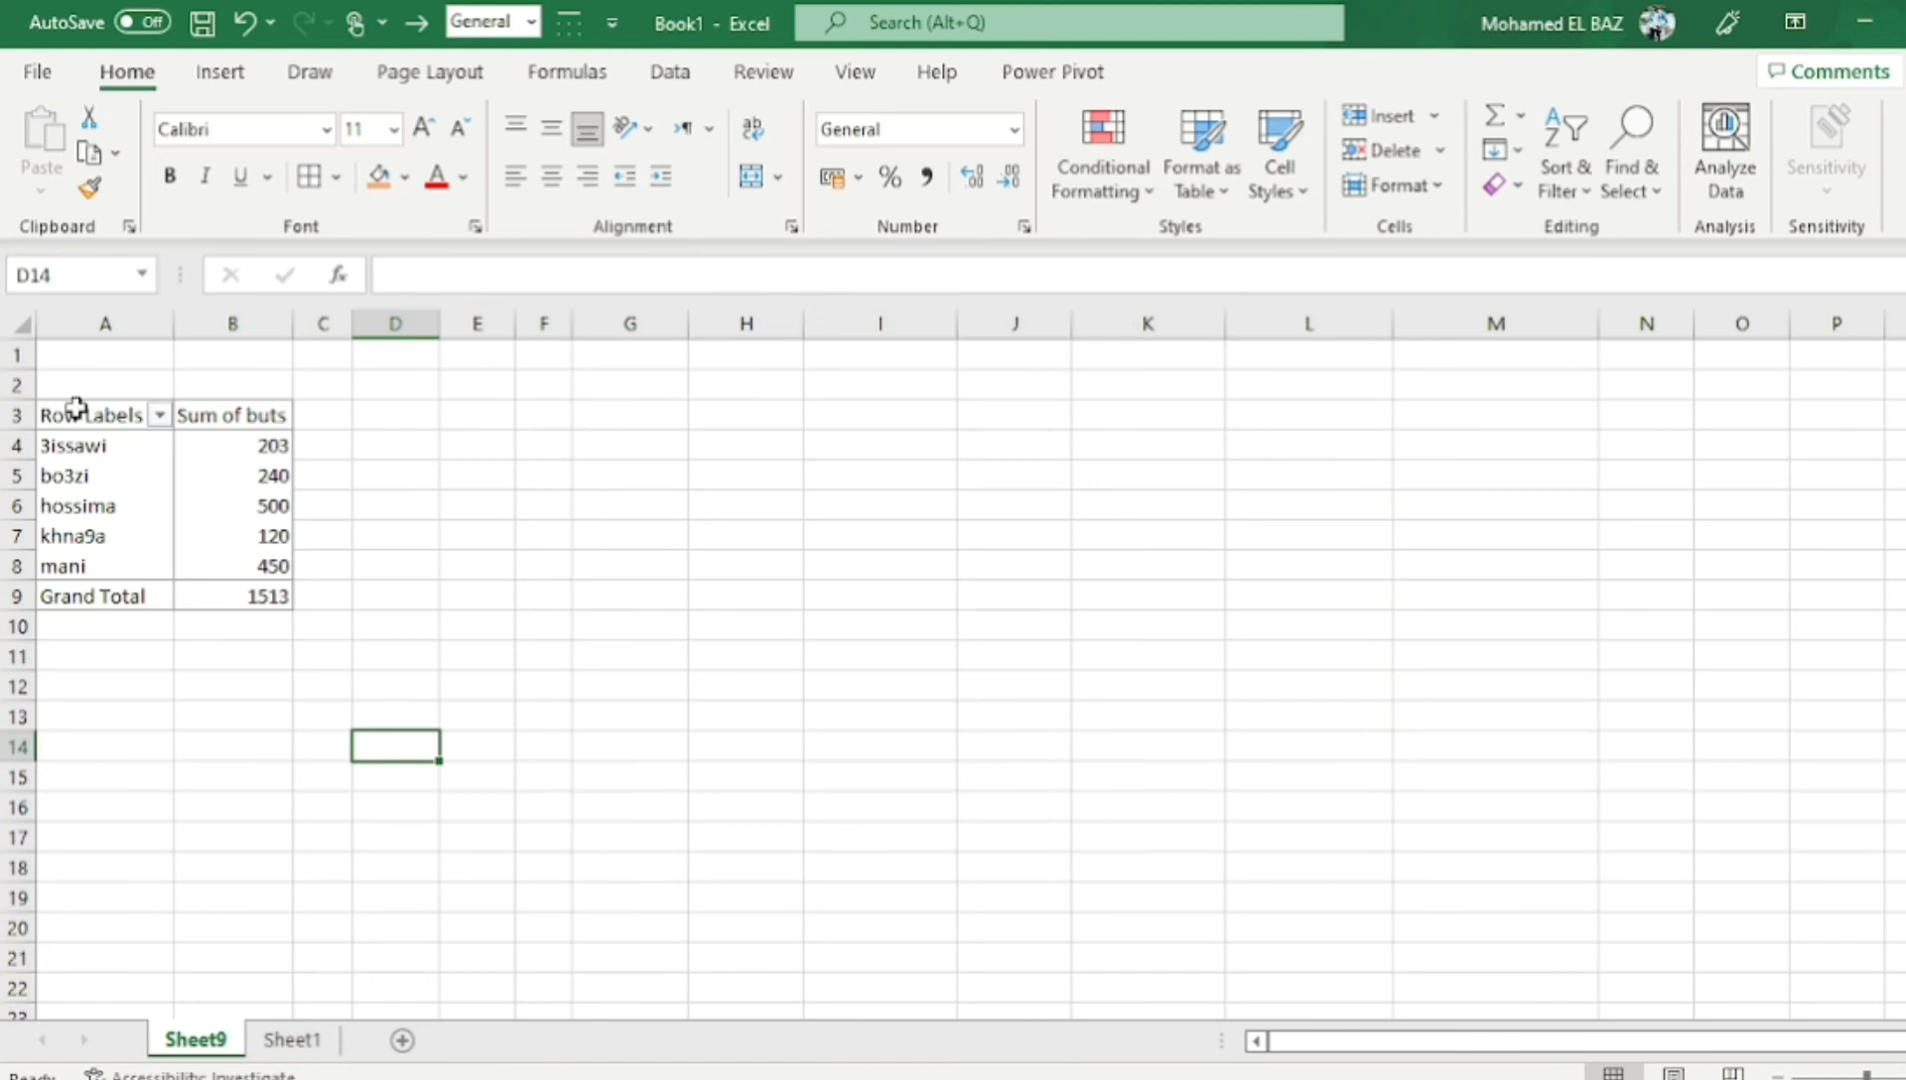 AutoSave Off General Book1 - Excel Search (Alt+Q) Mohamed EL BAZ
File Home Insert Draw Page Layout Formulas Data Review View Help Power Pivot Comments
Paste
Clipboard
Calibri 11
B I U
Font
ab
Alignment
General
%
Number
Conditional Formatting
Format as Table
Cell Styles
Styles
Insert
Delete
Format
Cells
Sort & Filter
Find & Select
Editing
Analyze Data
Analysis
Sensitivity
Sensitivity
D14 fx
A B C D E F G H I J K L M N O P
1
2
3 Row Labels Sum of buts
4 3issawi 203
5 bo3zi 240
6 hossima 500
7 khna9a 120
8 mani 450
9 Grand Total 1513
10
11
12
13
14
15
16
17
18
19
20
21
22
23
Sheet9 Sheet1
Ready Accessibility: Investigate